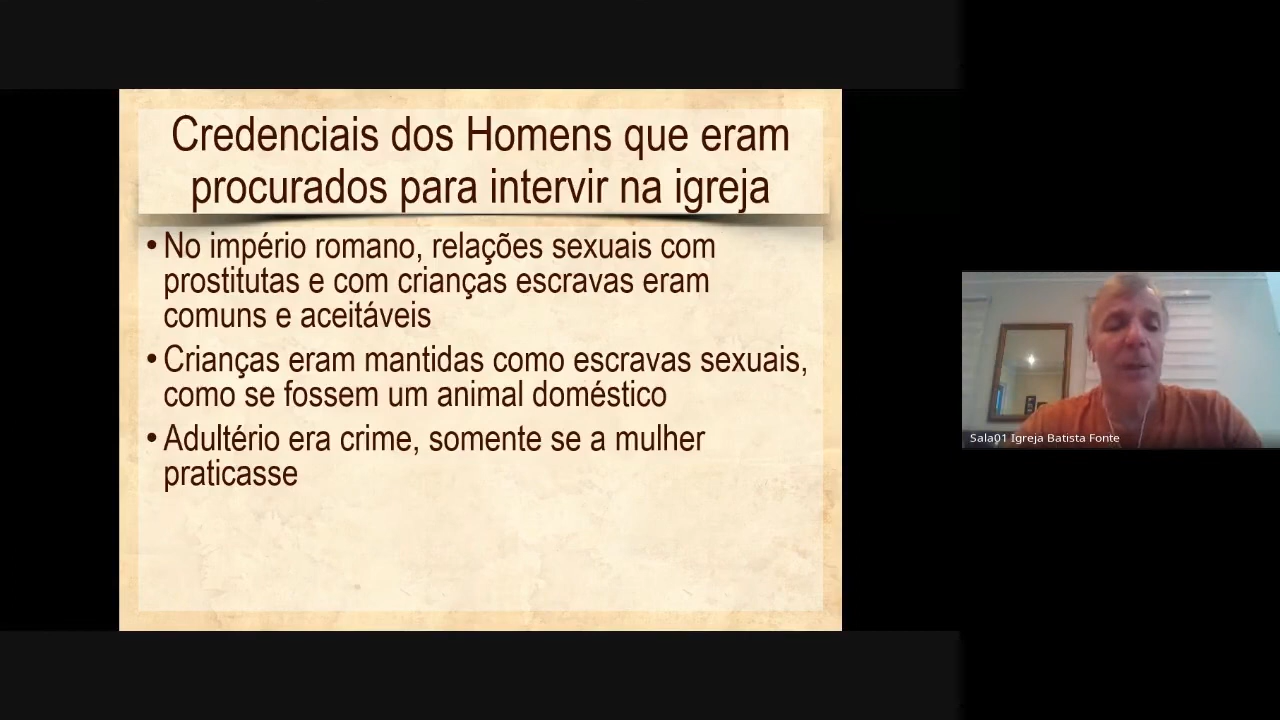 Credenciais dos Homens que eram
procurados para intervir na igreja
• No império romano, relações sexuais com
prostitutas e com crianças escravas eram
comuns e aceitáveis
• Crianças eram mantidas como escravas sexuais,
como se fossem um animal doméstico
• Adultério era crime, somente se a mulher
praticasse
Sala01 Igreja Batista Fonte